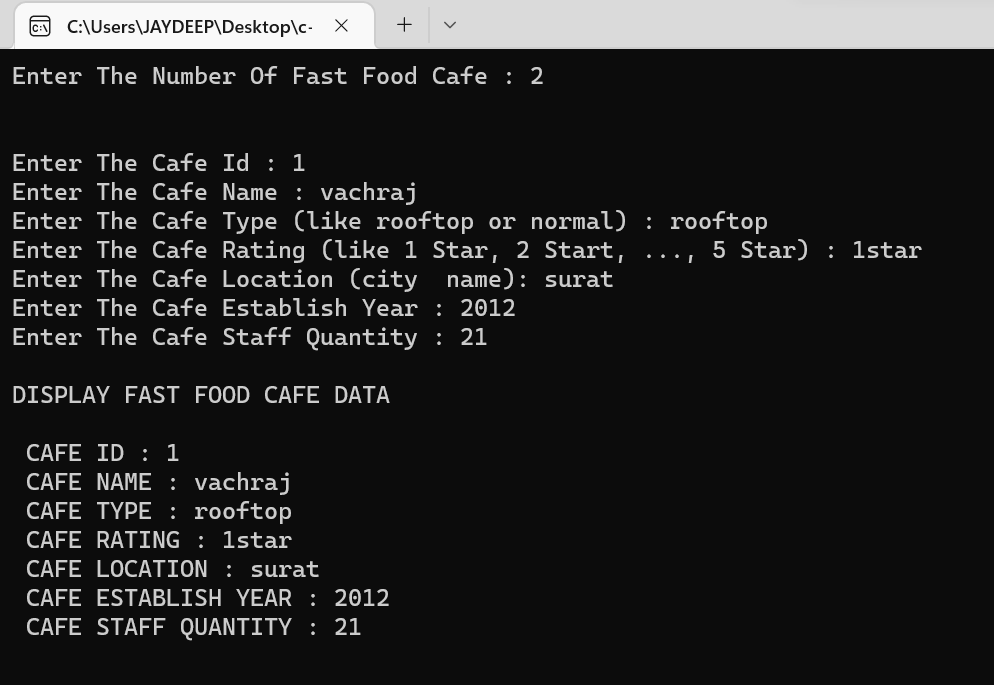 C:\Users\JAYDEEP\Desktop\c-
Enter The Number Of Fast Food Cafe : 2
Enter The Cafe Id : 1
Enter The Cafe Name : vachraj
Enter The Cafe Type (like rooftop or normal) : rooftop
Enter The Cafe Rating (like 1 Star, 2 Start, ..., 5 Star) : 1star
Enter The Cafe Location (city  name): surat
Enter The Cafe Establish Year : 2012
Enter The Cafe Staff Quantity : 21
DISPLAY FAST FOOD CAFE DATA
CAFE ID : 1
CAFE NAME : vachraj
CAFE TYPE : rooftop
CAFE RATING : 1star
CAFE LOCATION : surat
CAFE ESTABLISH YEAR : 2012
CAFE STAFF QUANTITY : 21